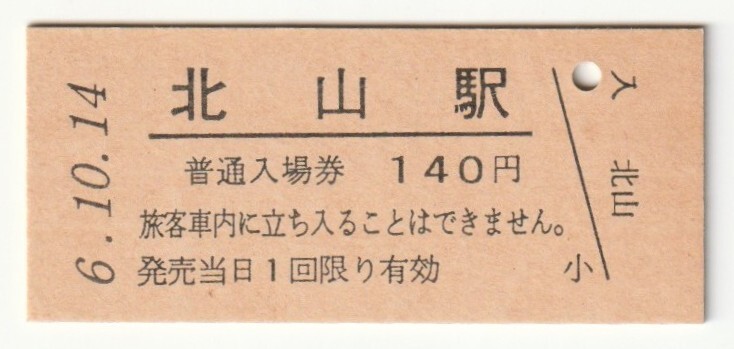 6.10.14
北山駅
普通入場券 140円
旅客車内に立ち入ることはできません。
発売当日1回限り有効
小
入 北山